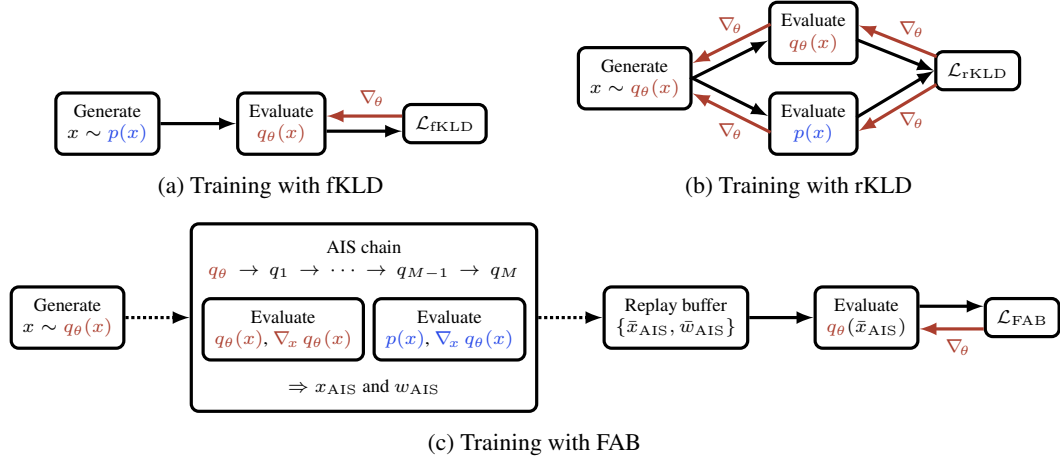 Generate
x ∼ p(x)
Evaluate
qθ(x)
∇θ
ℒfKLD
(a) Training with fKLD
Generate
x ∼ qθ(x)
∇θ
Evaluate
qθ(x)
∇θ
∇θ
Evaluate
p(x)
∇θ
ℒrKLD
(b) Training with rKLD
Generate
x ∼ qθ(x)
AIS chain
qθ → q1 → ⋯ → qM−1 → qM
Evaluate
qθ(x), ∇x qθ(x)
Evaluate
p(x), ∇x qθ(x)
⇒ xAIS and wAIS
Replay buffer
{x̄AIS, w̄AIS}
Evaluate
qθ(x̄AIS)
∇θ
ℒFAB
(c) Training with FAB